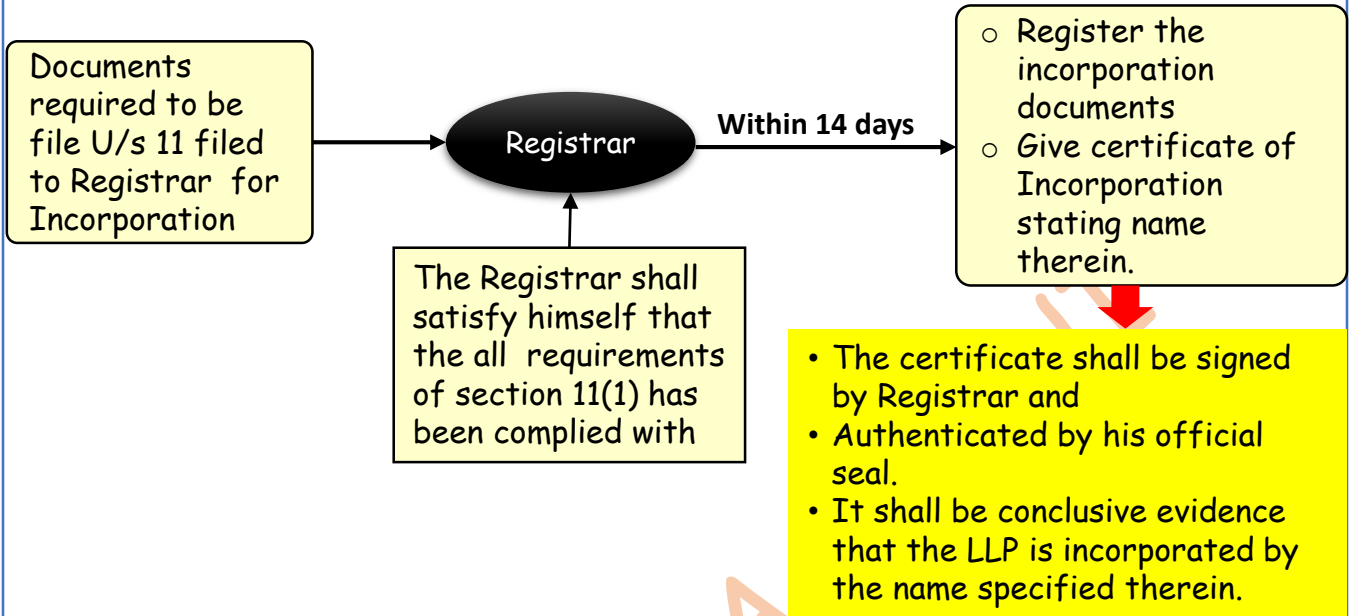 Documents
required to be
file U/s 11 filed
to Registrar for
Incorporation
Registrar
Within 14 days
o Register the
incorporation
documents
o Give certificate of
Incorporation
stating name
therein.
The Registrar shall
satisfy himself that
the all requirements
of section 11(1) has
been complied with
• The certificate shall be signed
by Registrar and
• Authenticated by his official
seal.
• It shall be conclusive evidence
that the LLP is incorporated by
the name specified therein.